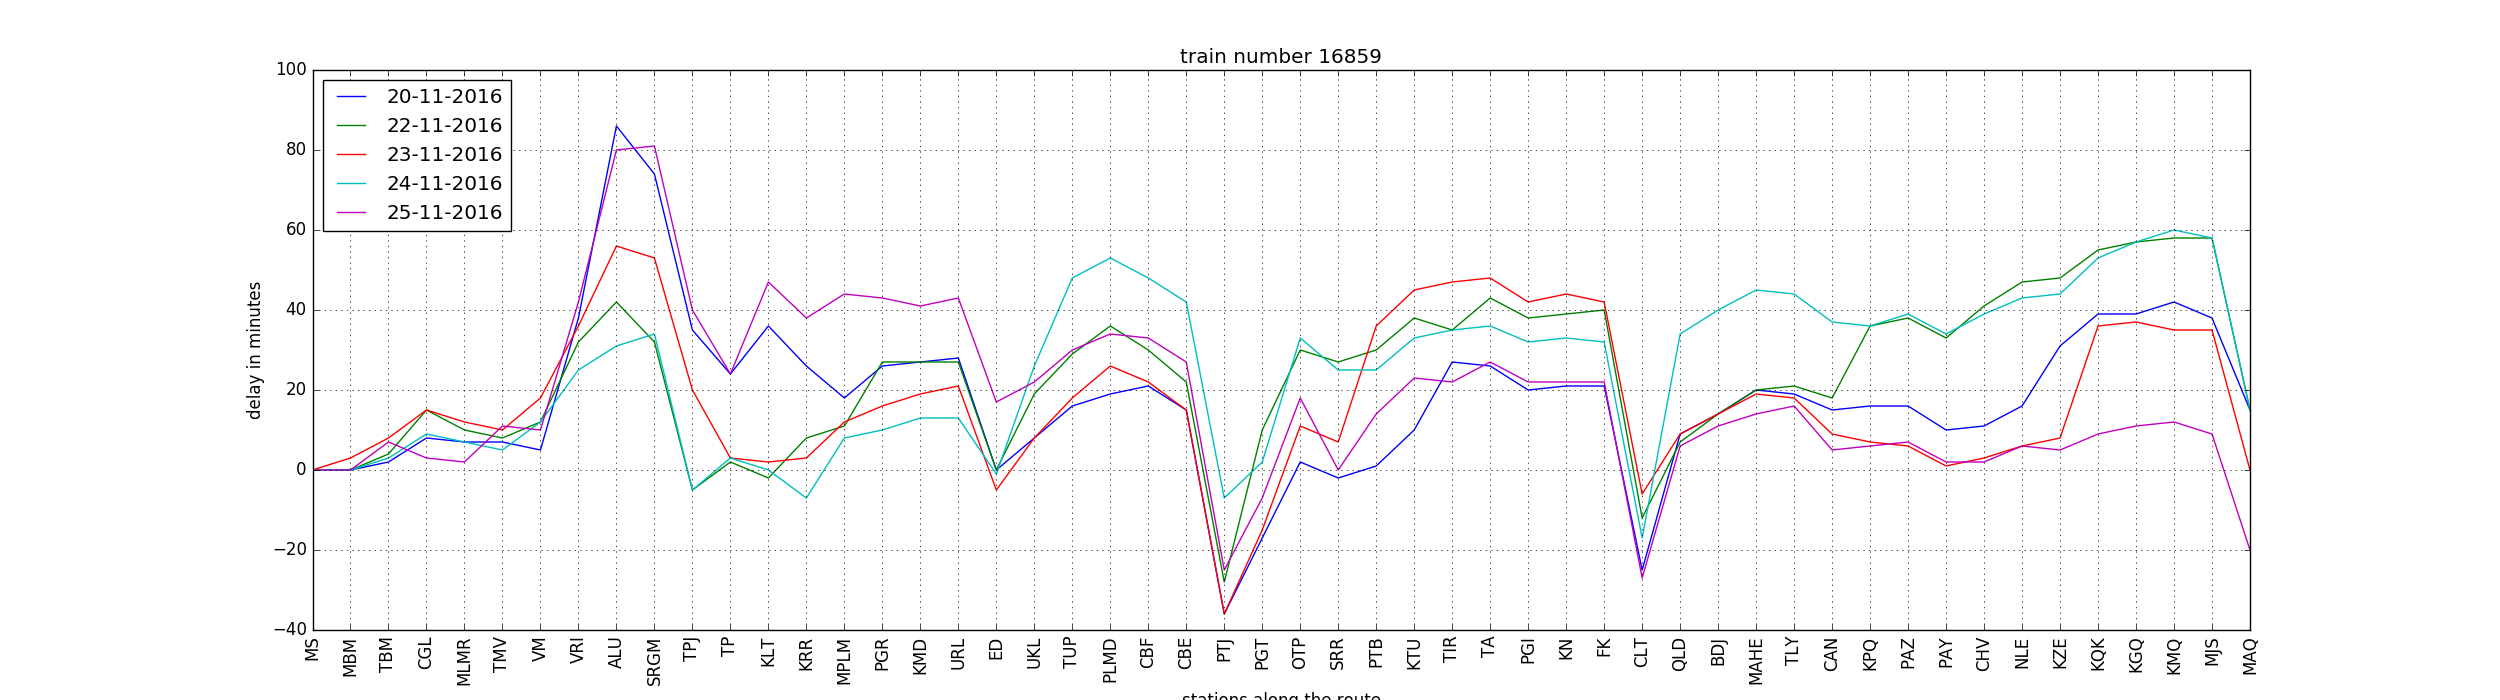 train number 16859
100
80
60
40
20
0
−20
−40
delay in minutes
20-11-2016
22-11-2016
23-11-2016
24-11-2016
25-11-2016
MS
MBM
TBM
CGL
MLMR
TMV
VM
VRI
ALU
SRGM
TPJ
TP
KLT
KRR
MPLM
PGR
KMD
URL
ED
UKL
TUP
PLMD
CBF
CBE
PTJ
PGT
OTP
SRR
PTB
KTU
TIR
TA
PGI
KN
FK
CLT
QLD
BDJ
MAHE
TLY
CAN
KPQ
PAZ
PAY
CHV
NLE
KZE
KQK
KGQ
KMQ
MJS
MAQ
stations along the route